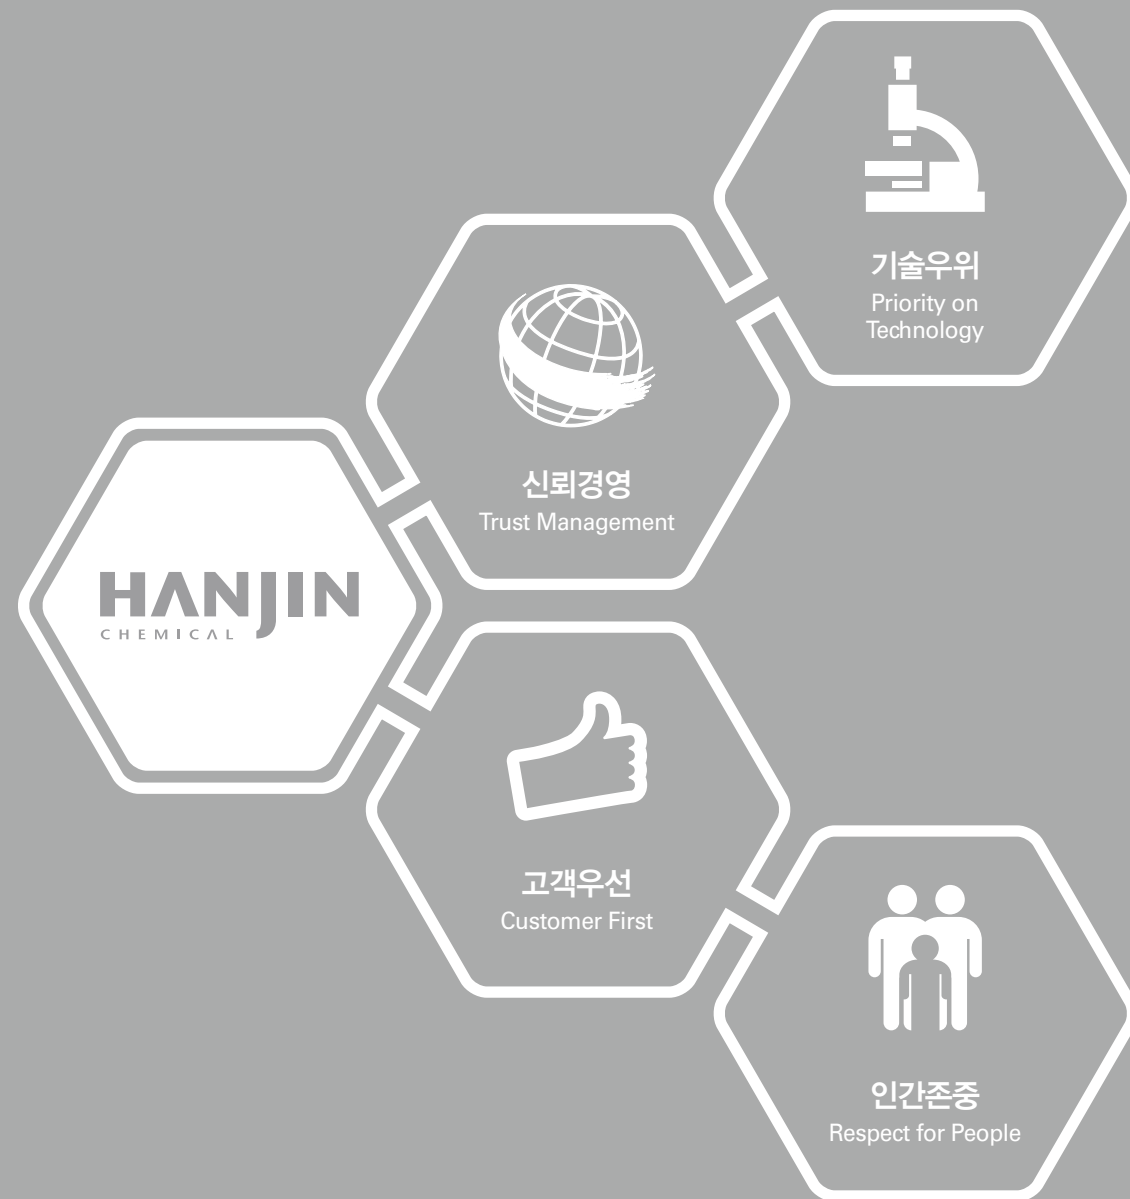 기술우위
Priority on
Technology
신뢰경영
Trust Management
HANJIN
CHEMICAL
고객우선
Customer First
인간존중
Respect for People